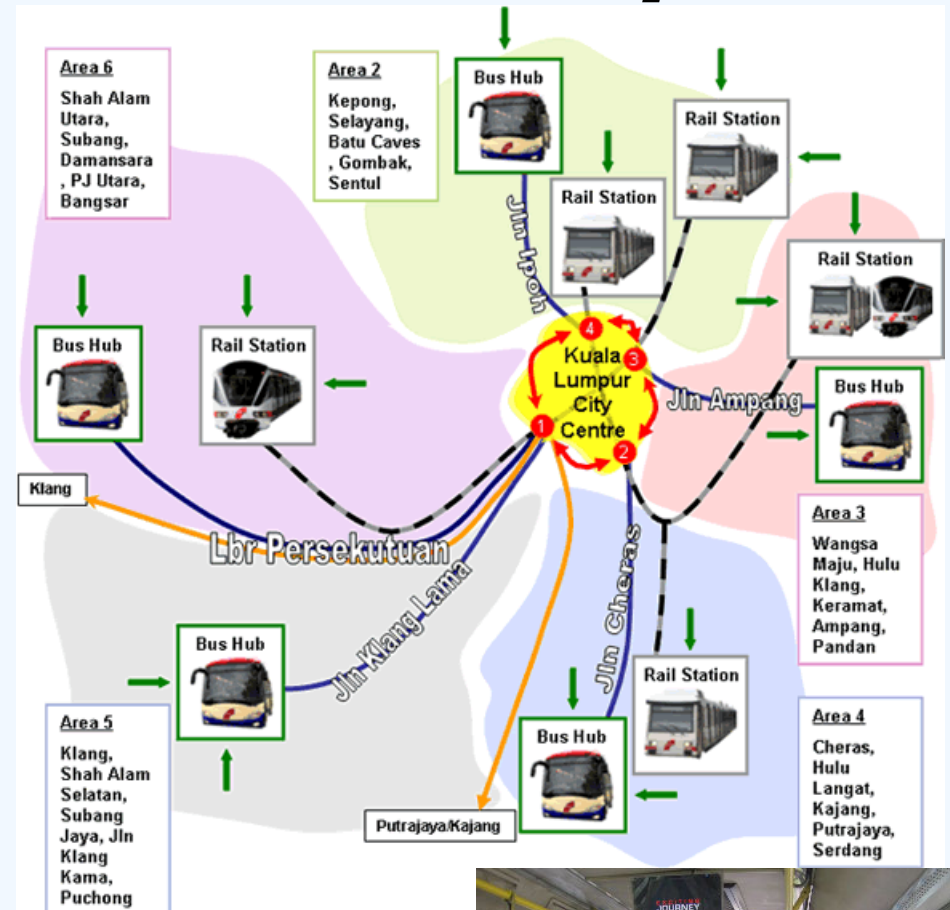 Area 6
Shah Alam
Utara,
Subang,
Damansara
, PJ Utara,
Bangsar
Area 2
Kepong,
Selayang,
Batu Caves
, Gombak,
Sentul
Bus Hub
Rail Station
Rail Station
Rail Station
Jln Ipoh
Bus Hub
Rail Station
4
3
Kuala
Lumpur
City
Centre
1
2
Jln Ampang
Bus Hub
Klang
Lbr Persekutuan
Jln Klang Lama
Jln Cheras
Area 3
Wangsa
Maju, Hulu
Klang,
Keramat,
Ampang,
Pandan
Bus Hub
Rail Station
Area 5
Klang,
Shah Alam
Selatan,
Subang
Jaya, Jln
Klang
Kama,
Puchong
Bus Hub
Putrajaya/Kajang
Area 4
Cheras,
Hulu
Langat,
Kajang,
Putrajaya,
Serdang
JOURNEY